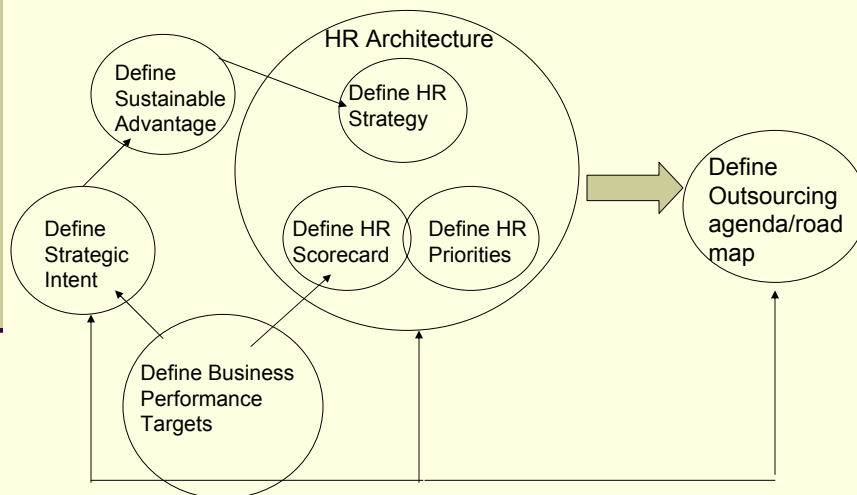 HR Architecture
Define
Sustainable
Advantage
Define HR
Strategy
Define
Strategic
Intent
Define HR
Scorecard
Define HR
Priorities
Define
Outsourcing
agenda/road
map
Define Business
Performance
Targets